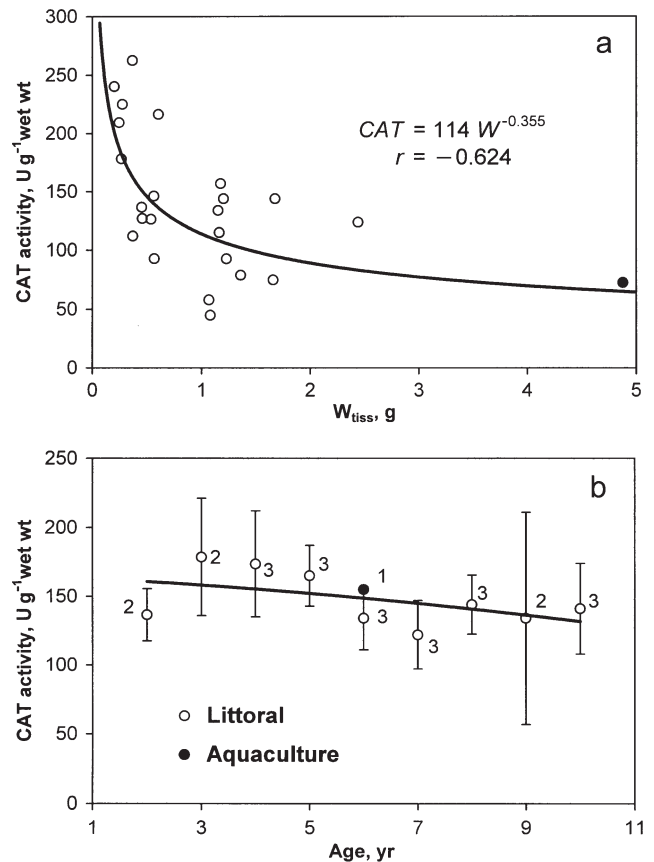 300
250
200
150
100
50
0
CAT activity, U g⁻¹wet wt
a
CAT = 114 W⁻⁰·³⁵⁵
r = −0.624
0 1 2 3 4 5
Wtiss, g
250
200
150
100
50
0
CAT activity, U g⁻¹wet wt
b
2
2
3
3
1
3
3
3
2
3
Littoral
Aquaculture
1 3 5 7 9 11
Age, yr